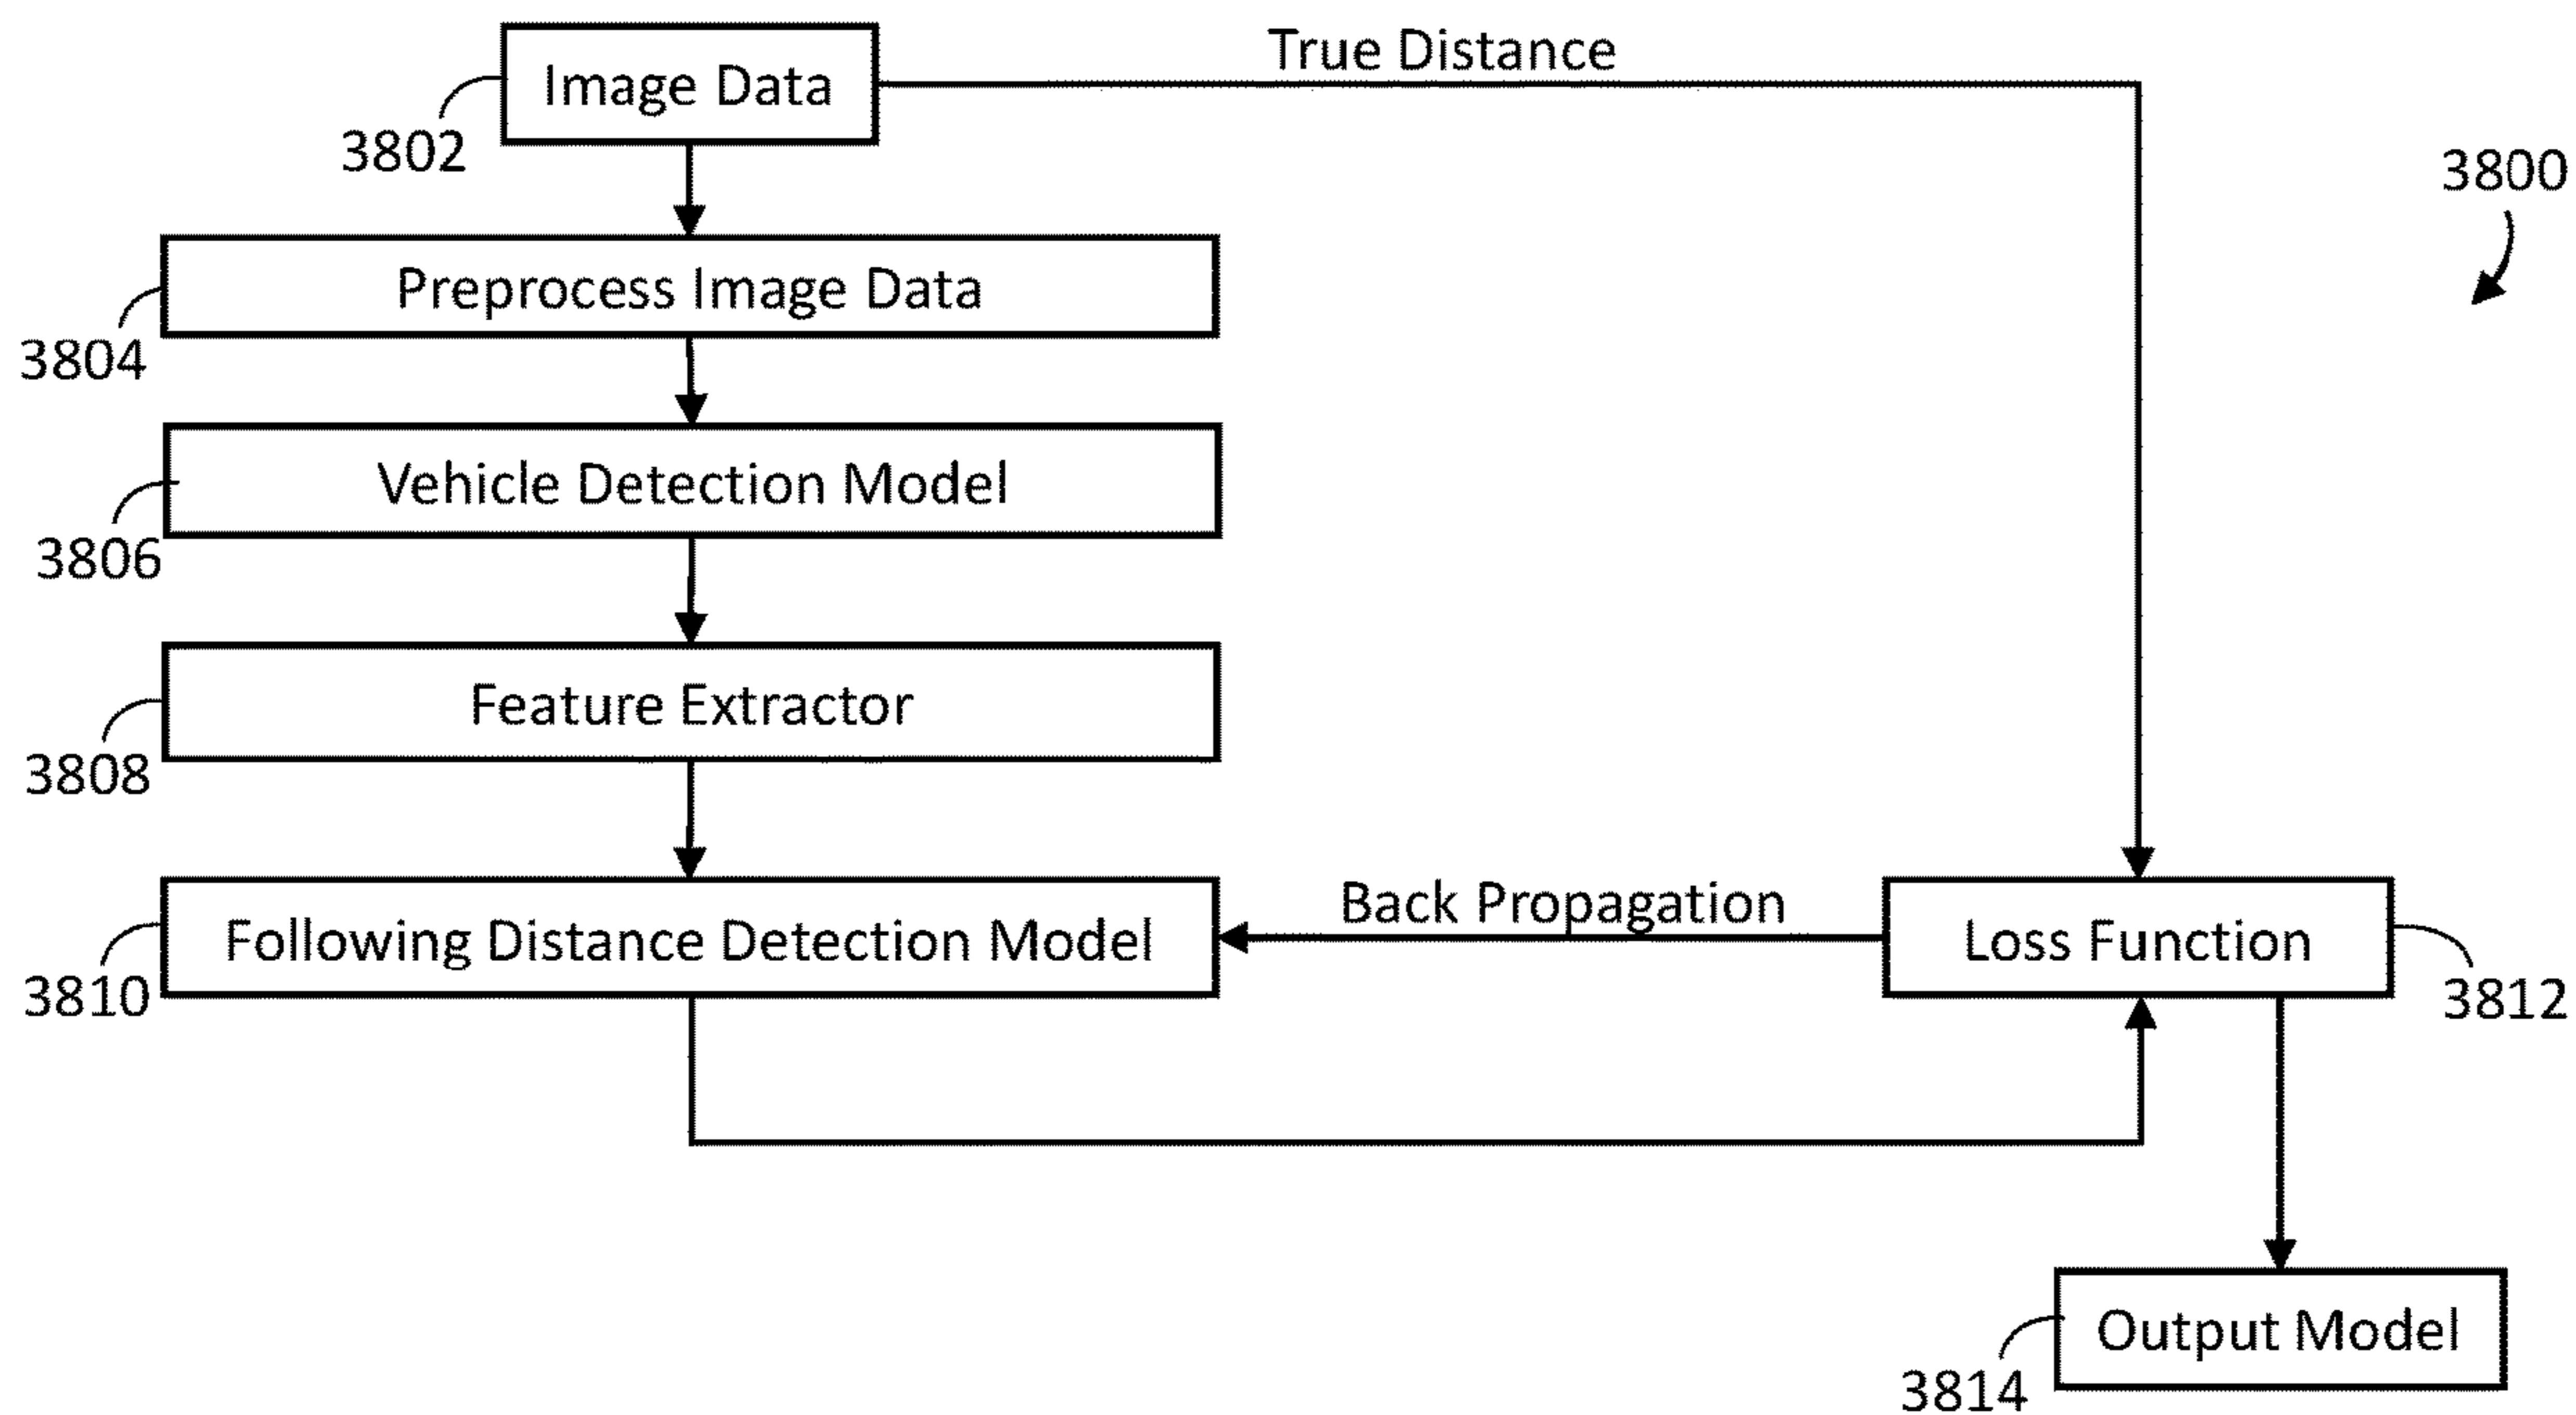 True Distance
Image Data
3802
3800
Preprocess Image Data
3804
Vehicle Detection Model
3806
Feature Extractor
3808
Back Propagation
Following Distance Detection Model
Loss Function
3810
3812
Output Model
3814